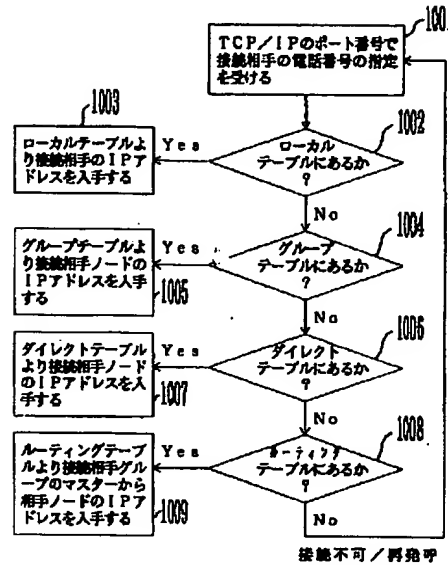 1001
TCP/IPのポート番号で
接続相手の電話番号の指定
を受ける
1003
ローカルテーブルよ
り接続相手のIPア
ドレスを入手する
Yes
1002
ローカル
テーブルにあるか
?
No
グループテーブルよ
り接続相手ノードの
IPアドレスを入手
する
1005
Yes
1004
グループ
テーブルにあるか
?
No
ダイレクトテーブル
より接続相手ノード
のIPアドレスを入
手する
1007
Yes
1006
ダイレクト
テーブルにあるか
?
No
ルーティングテーブ
ルより接続相手グル
ープのマスターから
相手ノードのIPア
ドレスを入手する
1009
Yes
1008
ルーティング
テーブルにあるか
?
No
接続不可/再発呼